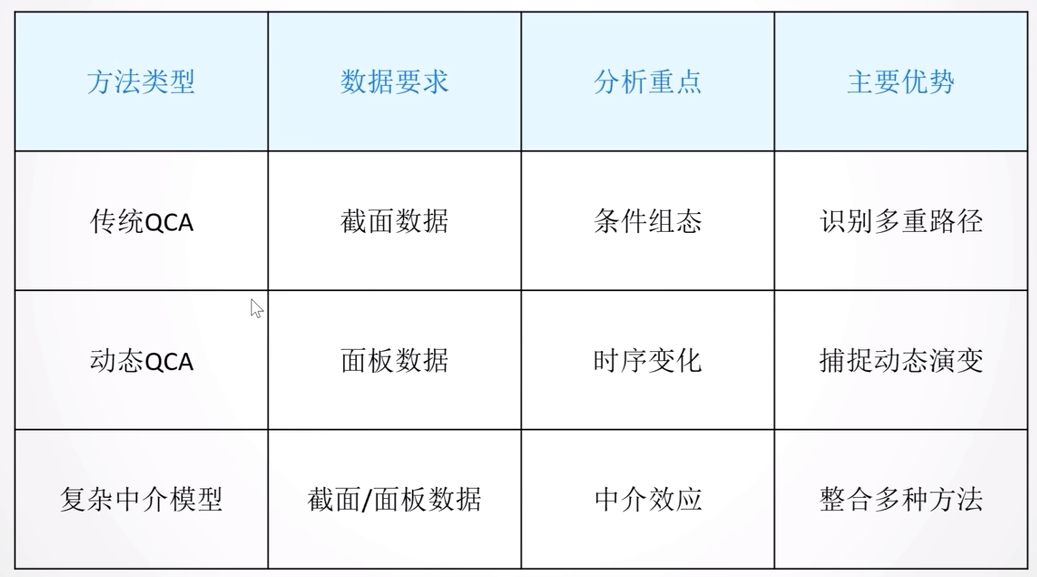 方法类型 数据要求 分析重点 主要优势
传统QCA 截面数据 条件组态 识别多重路径
动态QCA 面板数据 时序变化 捕捉动态演变
复杂中介模型 截面/面板数据 中介效应 整合多种方法